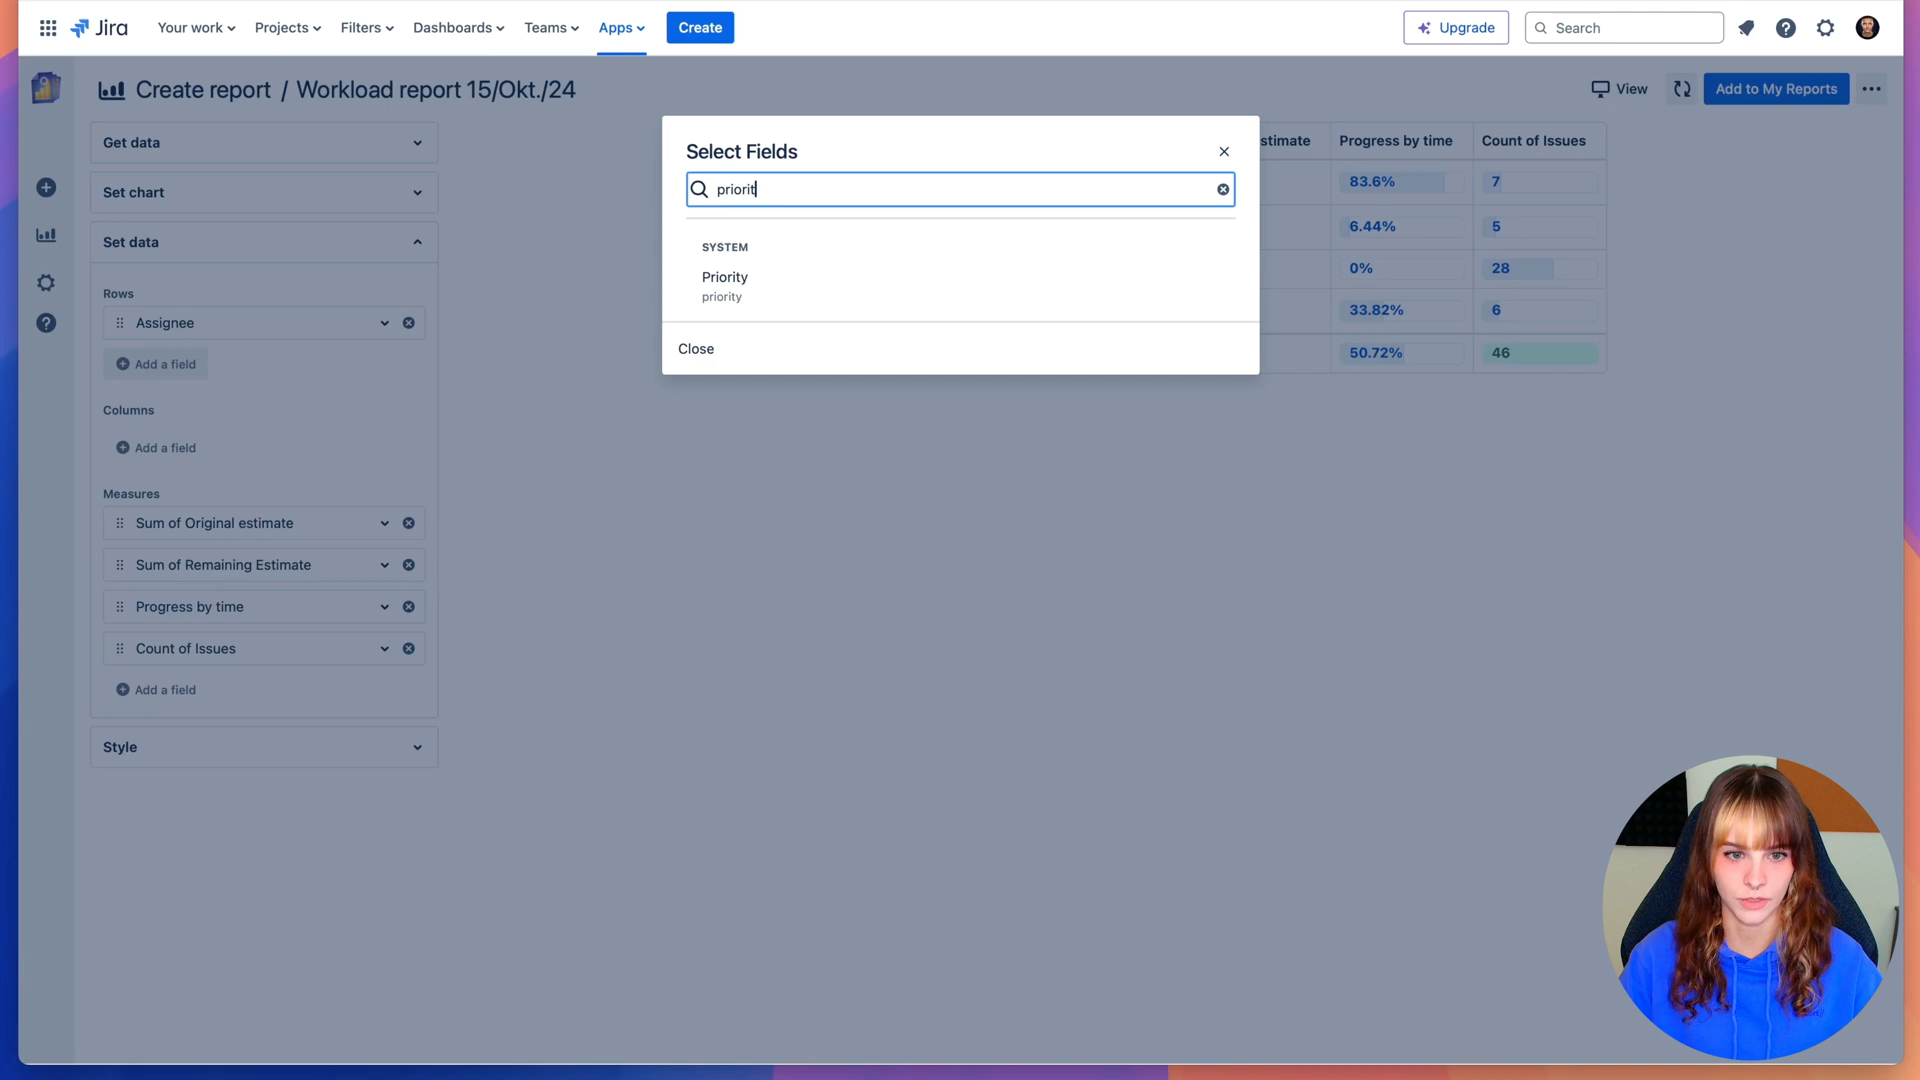 Jira
Your work
Projects
Filters
Dashboards
Teams
Apps
Create
Upgrade
Search
Create report / Workload report 15/Okt./24
View
Add to My Reports
Get data
Set chart
Set data
Rows
Assignee
Add a field
Columns
Add a field
Measures
Sum of Original estimate
Sum of Remaining Estimate
Progress by time
Count of Issues
Add a field
Style
Select Fields
priorit
SYSTEM
Priority
priority
Close
stimate Progress by time Count of Issues
83.6% 7
6.44% 5
0% 28
33.82% 6
50.72% 46